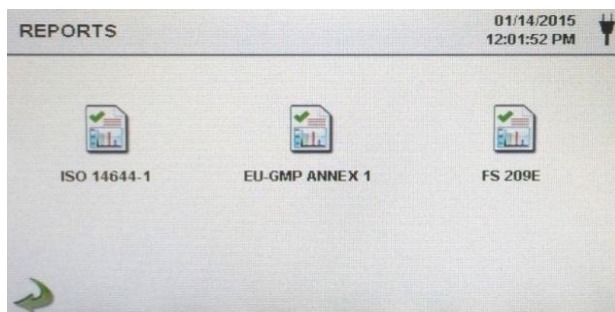 REPORTS
01/14/2015
12:01:52 PM
ISO 14644-1
EU-GMP ANNEX 1
FS 209E